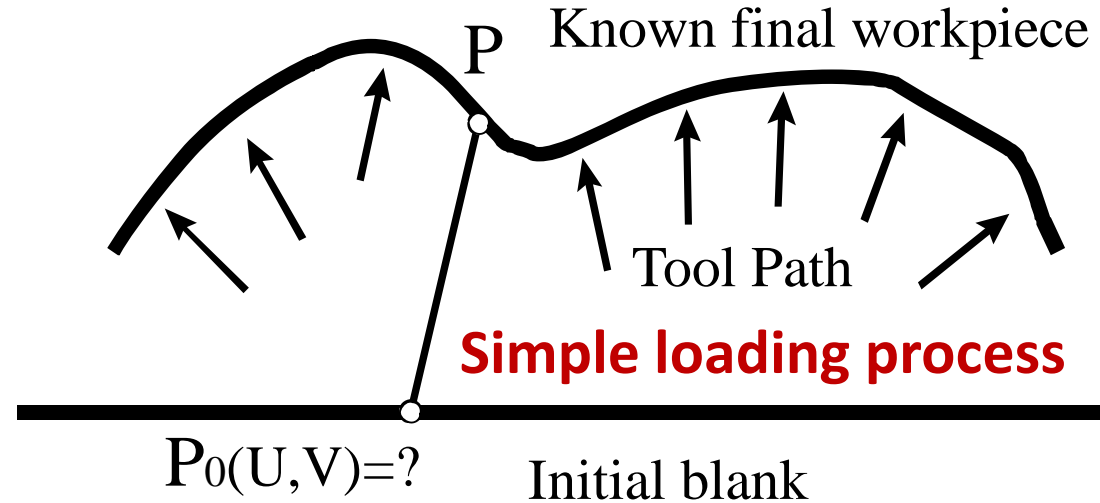 P
Known final workpiece
Tool Path
Simple loading process
P0(U,V)=?
Initial blank